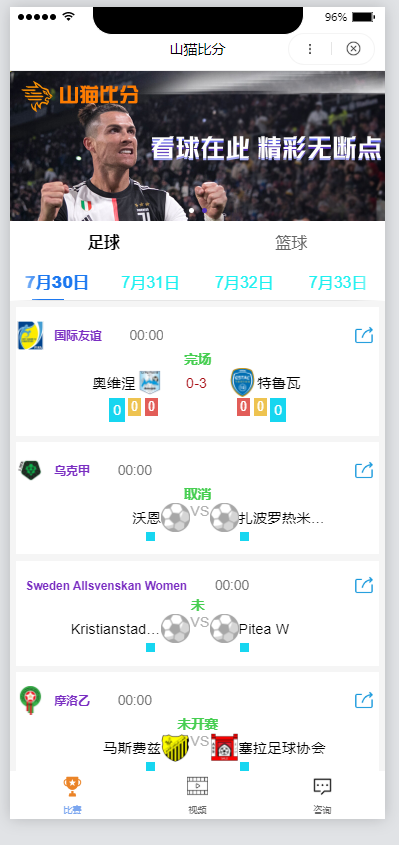 96%
山猫比分
山猫比分
看球在此 精彩无断点
足球 篮球
7月30日 7月31日 7月32日 7月33日
国际友谊 00:00
完场
奥维涅 0-3 特鲁瓦
0 0 0 0 0 0
乌克甲 00:00
取消
沃恩 VS 扎波罗热米...
Sweden Allsvenskan Women 00:00
未
Kristianstad... VS Pitea W
摩洛乙 00:00
未开赛
马斯费兹 VS 塞拉足球协会
比赛 视频 咨询